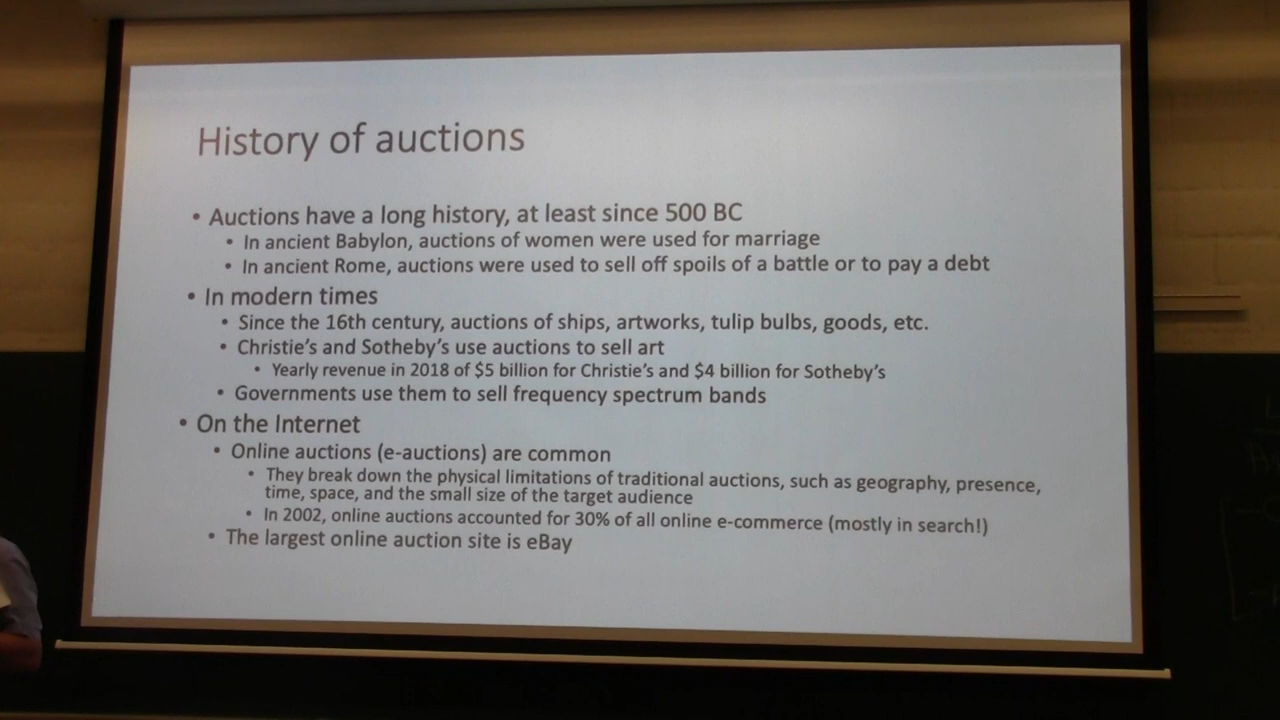 History of auctions
• Auctions have a long history, at least since 500 BC
• In ancient Babylon, auctions of women were used for marriage
• In ancient Rome, auctions were used to sell off spoils of a battle or to pay a debt
• In modern times
• Since the 16th century, auctions of ships, artworks, tulip bulbs, goods, etc.
• Christie's and Sotheby's use auctions to sell art
• Yearly revenue in 2018 of $5 billion for Christie's and $4 billion for Sotheby's
• Governments use them to sell frequency spectrum bands
• On the Internet
• Online auctions (e-auctions) are common
• They break down the physical limitations of traditional auctions, such as geography, presence,
time, space, and the small size of the target audience
• In 2002, online auctions accounted for 30% of all online e-commerce (mostly in search!)
• The largest online auction site is eBay